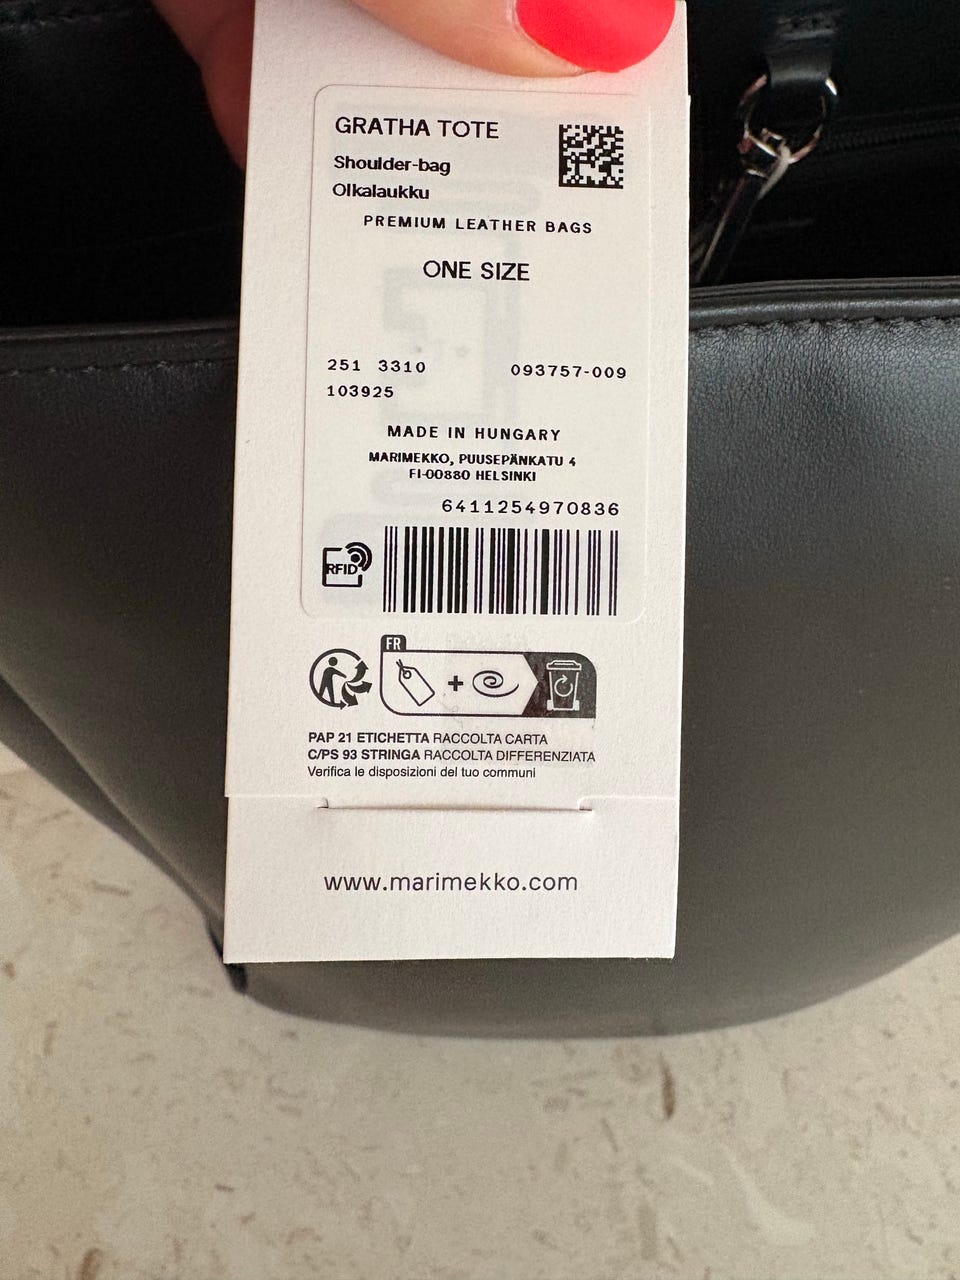 GRATHA TOTE
Shoulder-bag
Olkalaukku
PREMIUM LEATHER BAGS
ONE SIZE
251 3310 093757-009
103925
MADE IN HUNGARY
MARIMEKKO, PUUSEPÄNKATU 4
FI-00880 HELSINKI
6411254970836
RFID
FR
+
PAP 21 ETICHETTA RACCOLTA CARTA
C/PS 93 STRINGA RACCOLTA DIFFERENZIATA
Verifica le disposizioni del tuo communi
www.marimekko.com